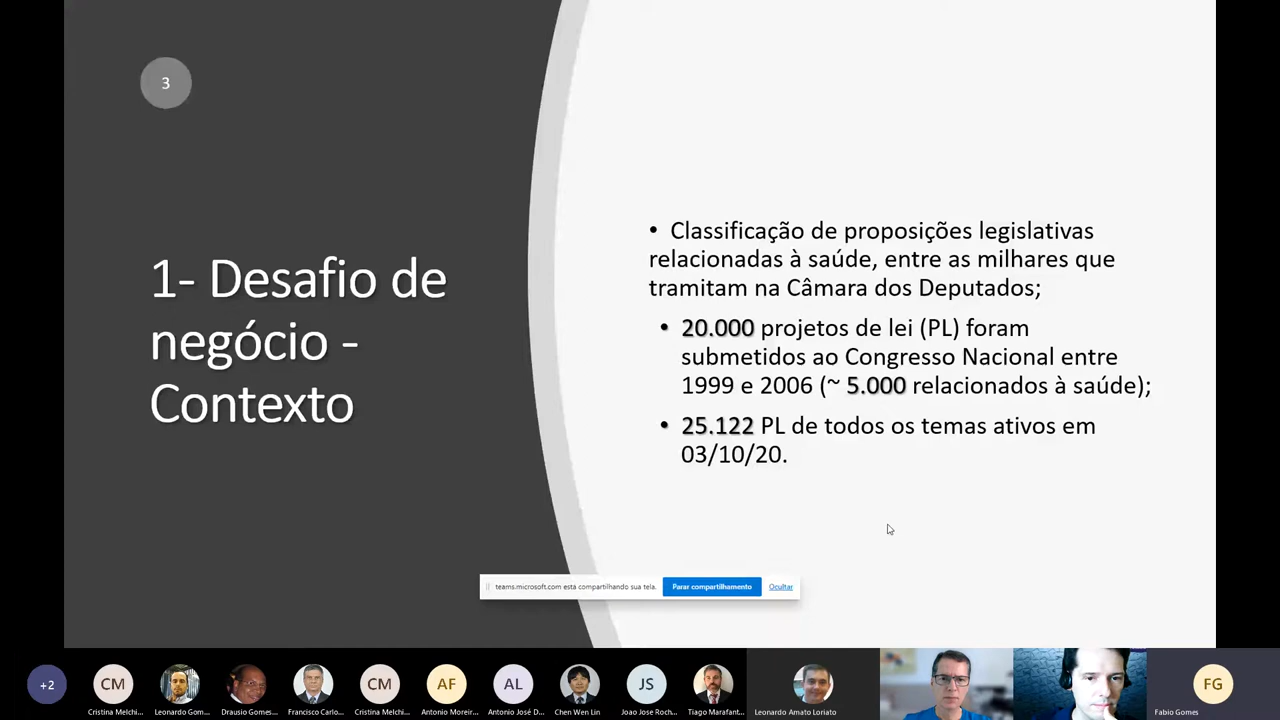 3
1- Desafio de
negócio -
Contexto
• Classificação de proposições legislativas
relacionadas à saúde, entre as milhares que
tramitam na Câmara dos Deputados;
• 20.000 projetos de lei (PL) foram
submetidos ao Congresso Nacional entre
1999 e 2006 (~ 5.000 relacionados à saúde);
• 25.122 PL de todos os temas ativos em
03/10/20.
teams.microsoft.com está compartilhando sua tela. Parar compartilhamento Ocultar
+2 CM CM AF AL JS FG
Cristina Melchi... Leonardo Gom... Drausio Gomes... Francisco Carlo... Cristina Melchi... Antonio Moreir... Antonio José D... Chen Wen Lin Joao Jose Roch... Tiago Marafant... Leonardo Amato Loriato Fabio Gomes